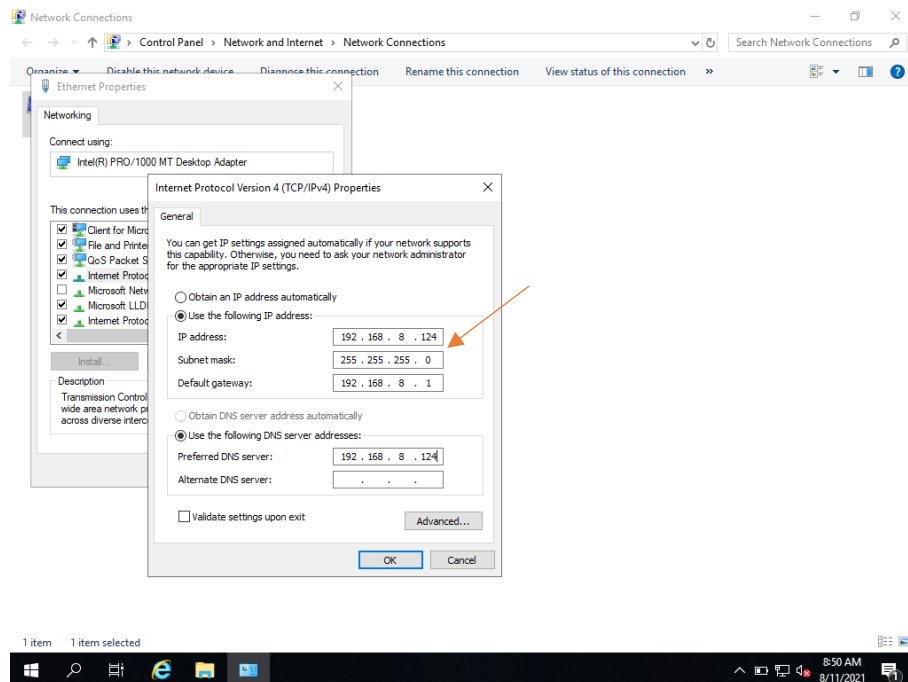 Network Connections
Control Panel > Network and Internet > Network Connections
Search Network Connections
Organize Disable this network device Diagnose this connection Rename this connection View status of this connection »
Ethernet Properties
Networking
Connect using:
Intel(R) PRO/1000 MT Desktop Adapter
This connection uses th
Client for Micro
File and Printe
QoS Packet S
Internet Protoc
Microsoft Netw
Microsoft LLD
Internet Protoc
Install...
Description
Transmission Control
wide area network pr
across diverse interc
Internet Protocol Version 4 (TCP/IPv4) Properties
General
You can get IP settings assigned automatically if your network supports
this capability. Otherwise, you need to ask your network administrator
for the appropriate IP settings.
Obtain an IP address automatically
Use the following IP address:
IP address: 192 . 168 . 8 . 124
Subnet mask: 255 . 255 . 255 . 0
Default gateway: 192 . 168 . 8 . 1
Obtain DNS server address automatically
Use the following DNS server addresses:
Preferred DNS server: 192 . 168 . 8 . 124
Alternate DNS server: . . .
Validate settings upon exit
Advanced...
OK Cancel
1 item 1 item selected
8:50 AM
8/11/2021
1